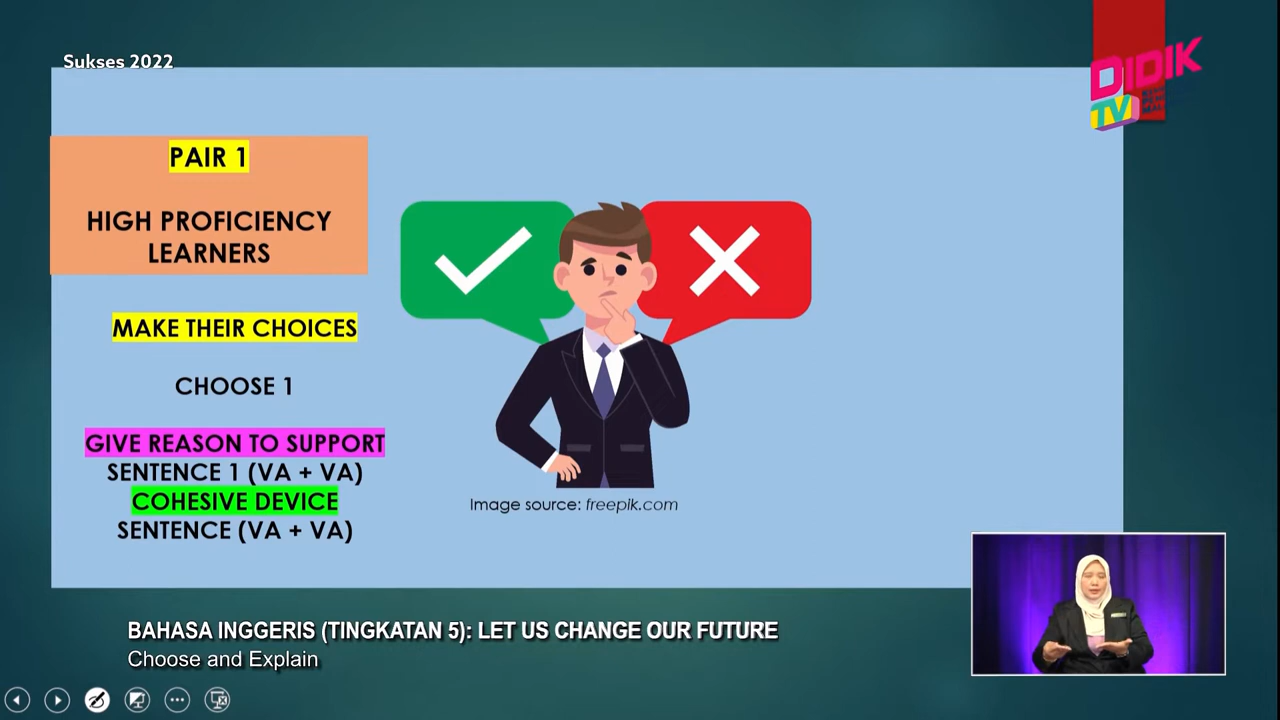 Sukses 2022
DIDIK
TV
PAIR 1
HIGH PROFICIENCY
LEARNERS
MAKE THEIR CHOICES
CHOOSE 1
GIVE REASON TO SUPPORT
SENTENCE 1 (VA + VA)
COHESIVE DEVICE
SENTENCE (VA + VA)
Image source: freepik.com
BAHASA INGGERIS (TINGKATAN 5): LET US CHANGE OUR FUTURE
Choose and Explain